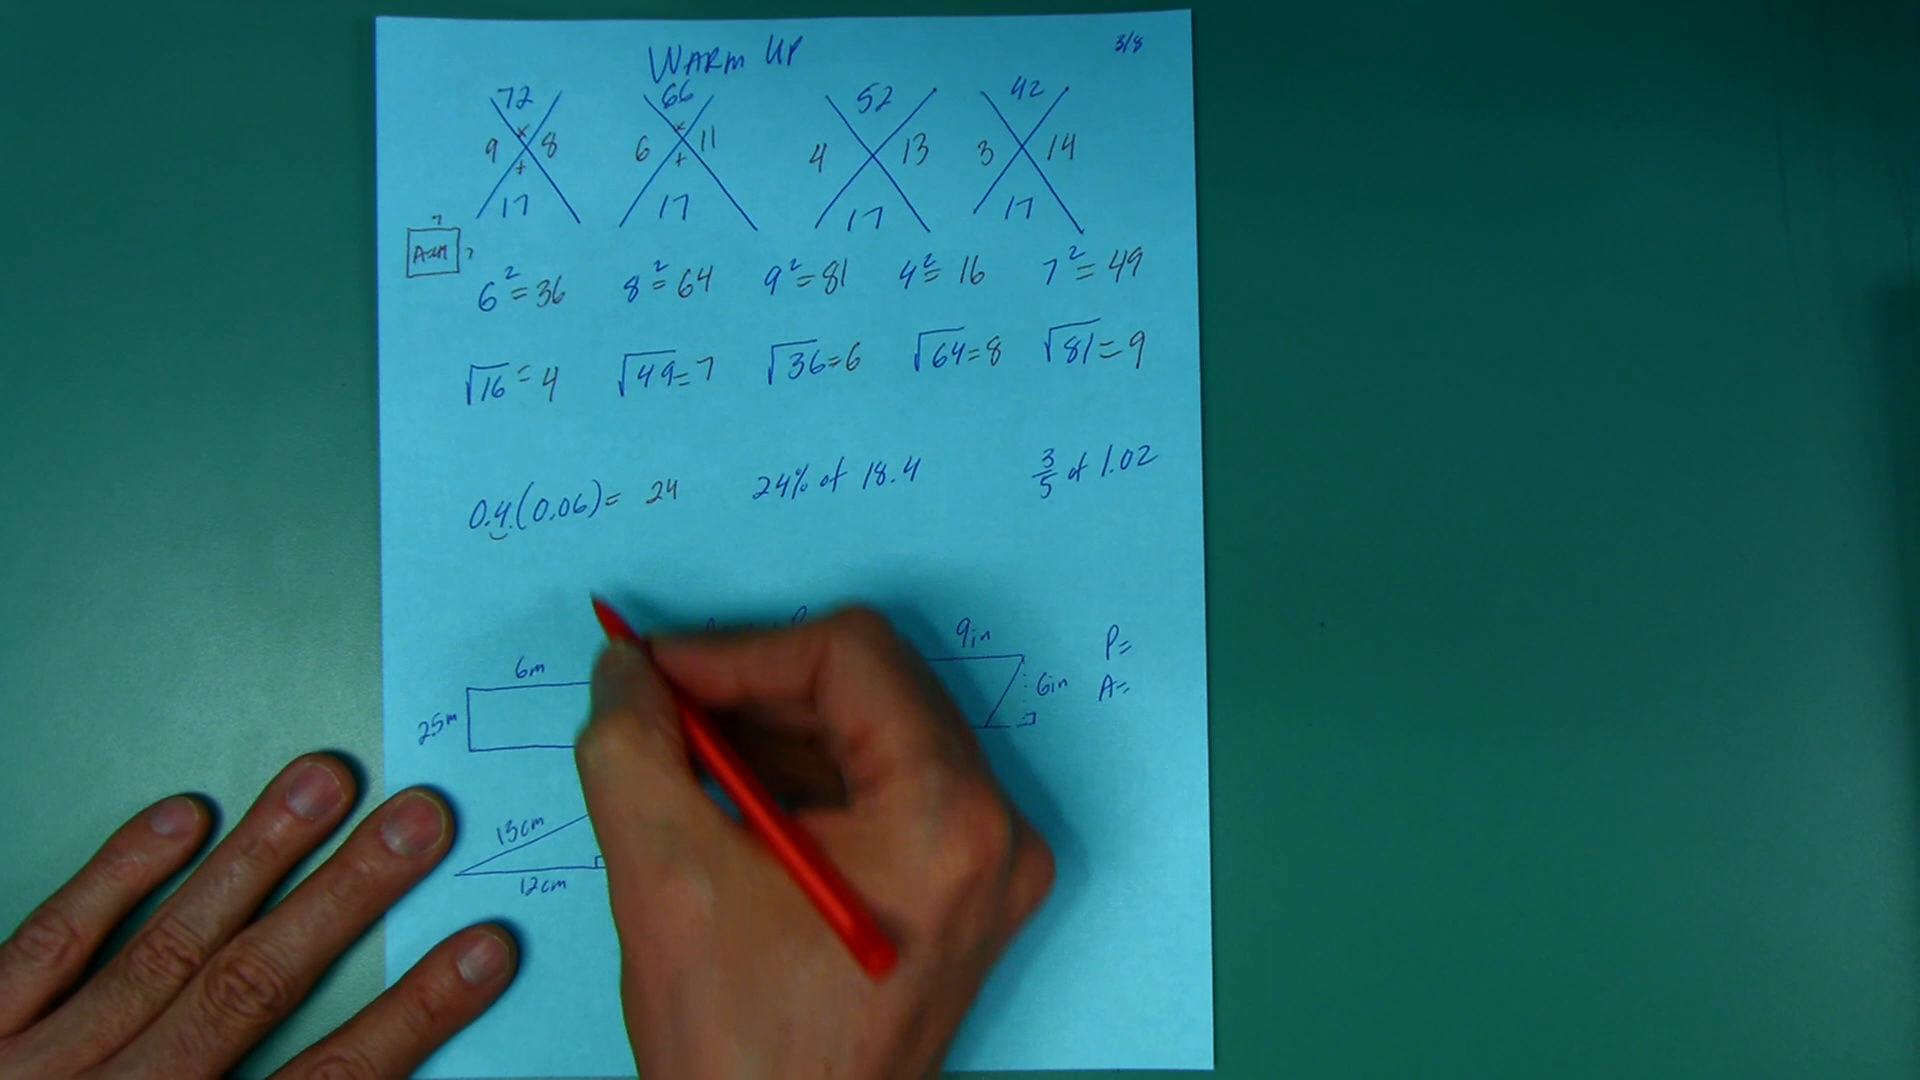 WARM UP 3/8
72 66 52 42
9 × 8 6 × 11 4 13 3 14
+ +
17 17 17 17
7
A=49 7
6² = 36 8² = 64 9² = 81 4² = 16 7² = 49
√16 = 4 √49 = 7 √36 = 6 √64 = 8 √81 = 9
0.4.(0.06) = 24 24% of 18.4 3/5 of 1.02
9in P=
6m 6in A=
25m
13cm
12cm